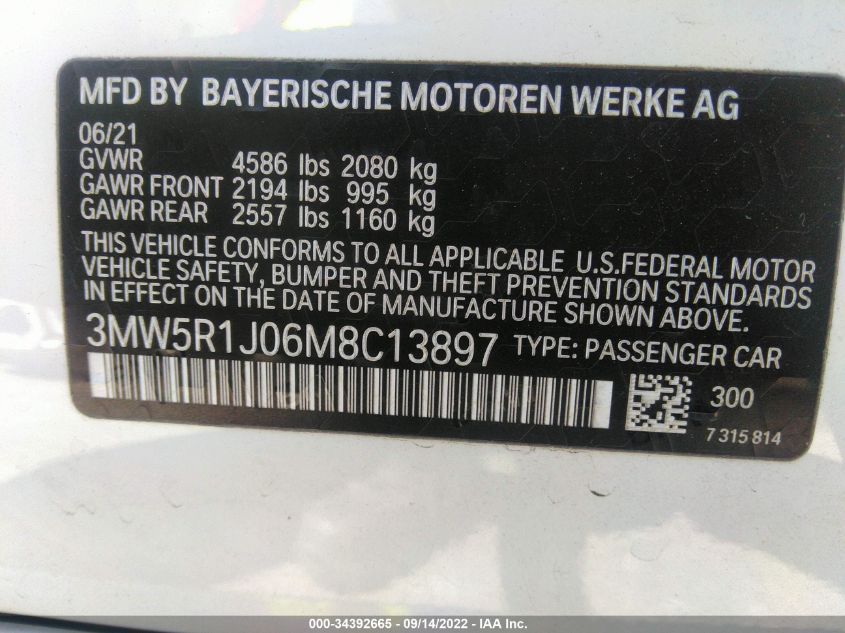 MFD BY BAYERISCHE MOTOREN WERKE AG
06/21
GVWR 4586 lbs 2080 kg
GAWR FRONT 2194 lbs 995 kg
GAWR REAR 2557 lbs 1160 kg
THIS VEHICLE CONFORMS TO ALL APPLICABLE U.S.FEDERAL MOTOR
VEHICLE SAFETY, BUMPER AND THEFT PREVENTION STANDARDS
IN EFFECT ON THE DATE OF MANUFACTURE SHOWN ABOVE.
3MW5R1J06M8C13897 TYPE: PASSENGER CAR
300
7 315 814
000-34392665 - 09/14/2022 - IAA Inc.